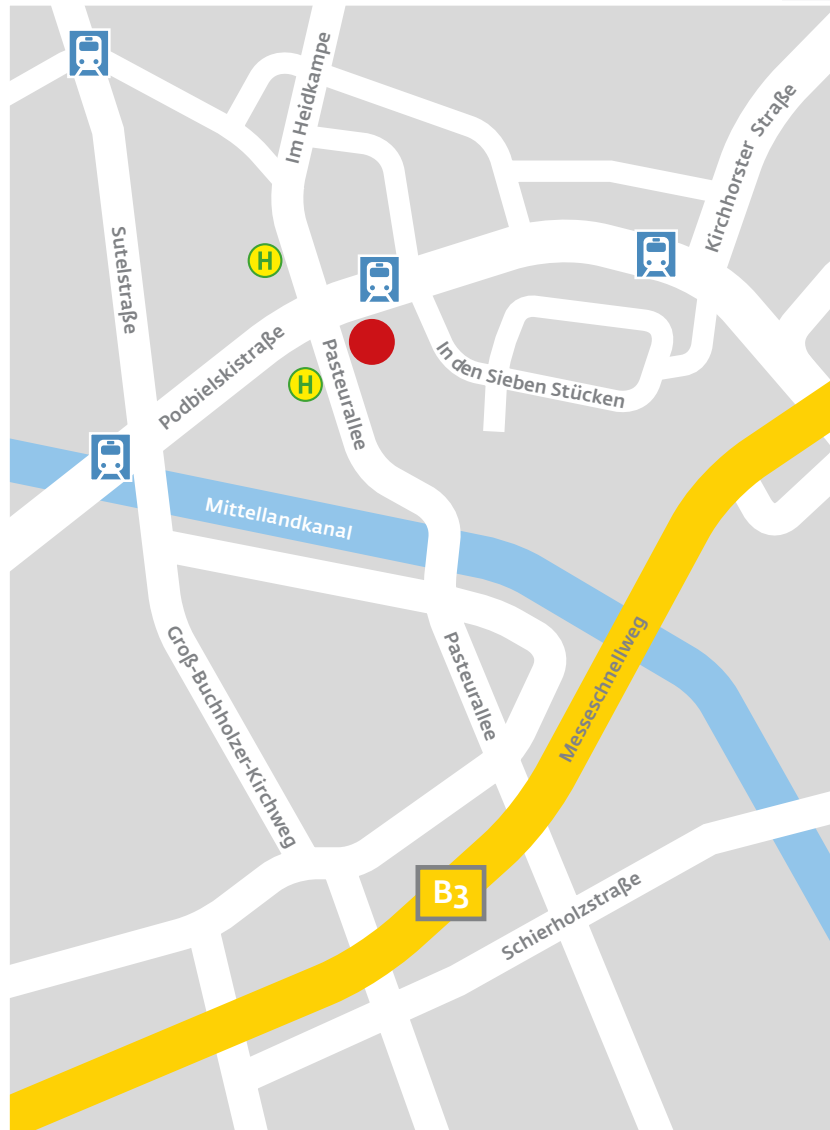 Im Heidkampe
Kirchhorster Straße
Sutelstraße
H
Podbielskistraße
Pasteurallee
H
In den Sieben Stücken
Mittellandkanal
Groß-Buchholzer-Kirchweg
Pasteurallee
Messeschnellweg
B3
Schierholzstraße